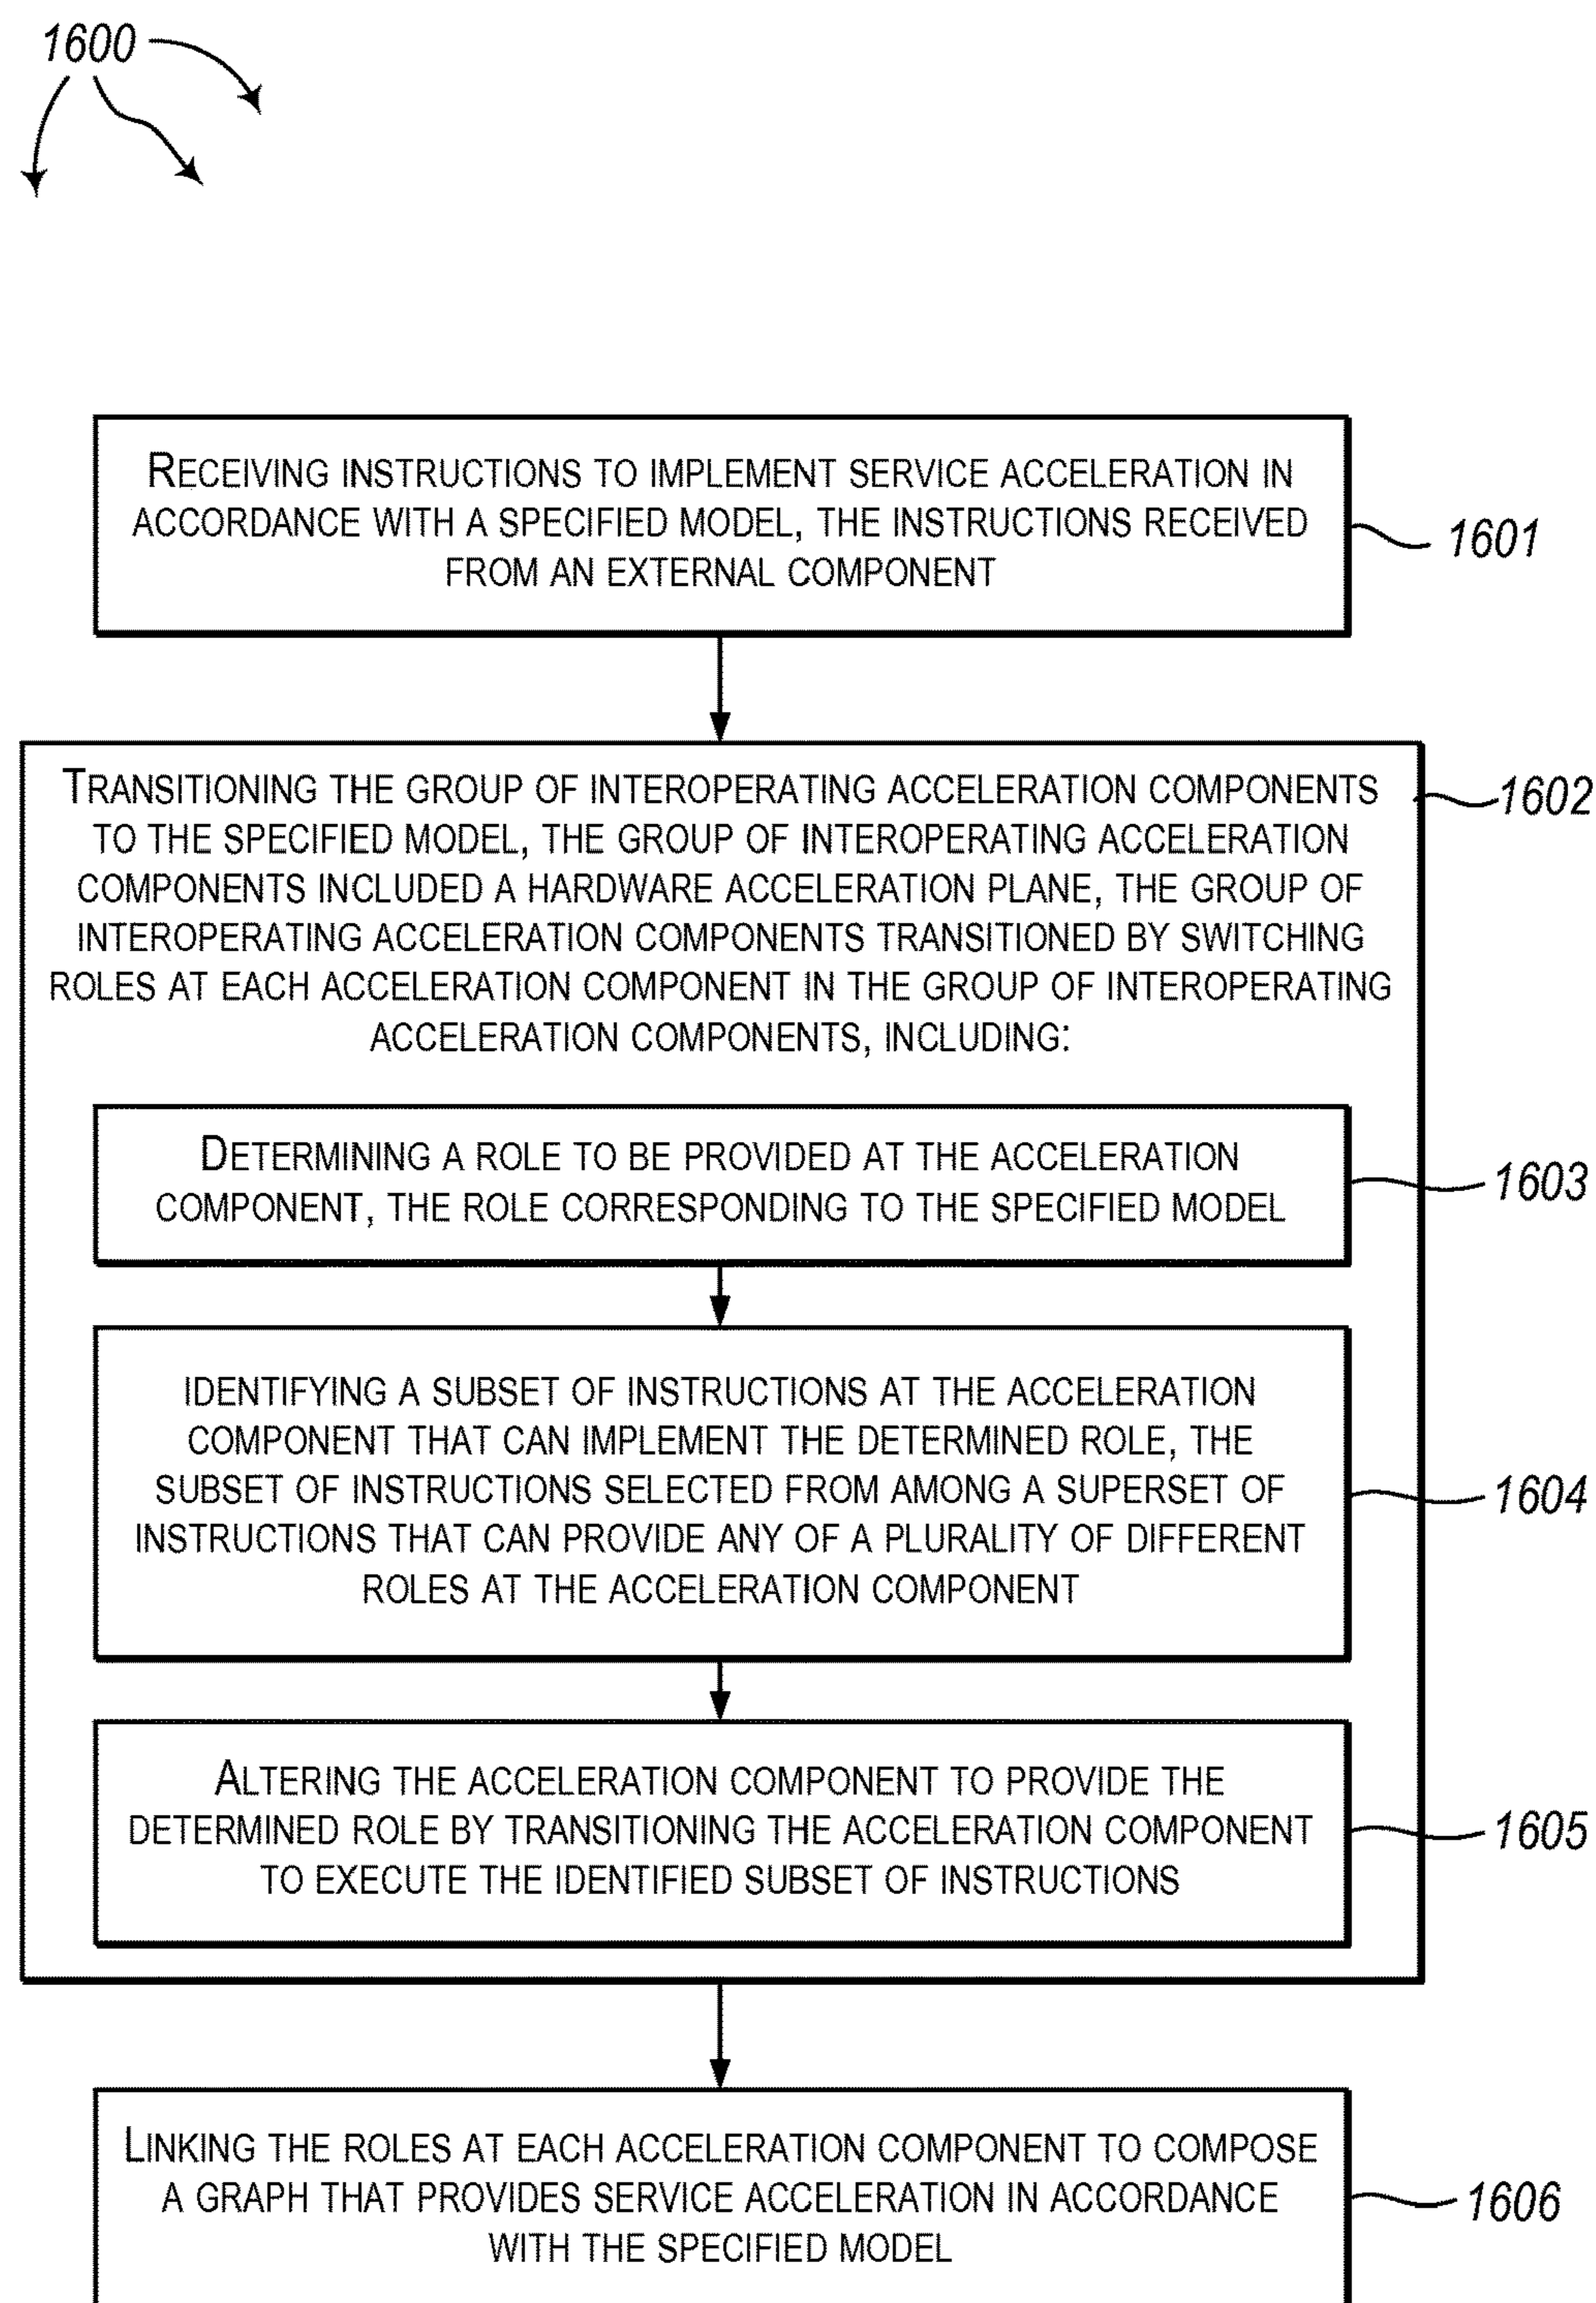 1600
RECEIVING INSTRUCTIONS TO IMPLEMENT SERVICE ACCELERATION IN
ACCORDANCE WITH A SPECIFIED MODEL, THE INSTRUCTIONS RECEIVED
FROM AN EXTERNAL COMPONENT
1601
TRANSITIONING THE GROUP OF INTEROPERATING ACCELERATION COMPONENTS
TO THE SPECIFIED MODEL, THE GROUP OF INTEROPERATING ACCELERATION
COMPONENTS INCLUDED A HARDWARE ACCELERATION PLANE, THE GROUP OF
INTEROPERATING ACCELERATION COMPONENTS TRANSITIONED BY SWITCHING
ROLES AT EACH ACCELERATION COMPONENT IN THE GROUP OF INTEROPERATING
ACCELERATION COMPONENTS, INCLUDING:
1602
DETERMINING A ROLE TO BE PROVIDED AT THE ACCELERATION
COMPONENT, THE ROLE CORRESPONDING TO THE SPECIFIED MODEL
1603
IDENTIFYING A SUBSET OF INSTRUCTIONS AT THE ACCELERATION
COMPONENT THAT CAN IMPLEMENT THE DETERMINED ROLE, THE
SUBSET OF INSTRUCTIONS SELECTED FROM AMONG A SUPERSET OF
INSTRUCTIONS THAT CAN PROVIDE ANY OF A PLURALITY OF DIFFERENT
ROLES AT THE ACCELERATION COMPONENT
1604
ALTERING THE ACCELERATION COMPONENT TO PROVIDE THE
DETERMINED ROLE BY TRANSITIONING THE ACCELERATION COMPONENT
TO EXECUTE THE IDENTIFIED SUBSET OF INSTRUCTIONS
1605
LINKING THE ROLES AT EACH ACCELERATION COMPONENT TO COMPOSE
A GRAPH THAT PROVIDES SERVICE ACCELERATION IN ACCORDANCE
WITH THE SPECIFIED MODEL
1606